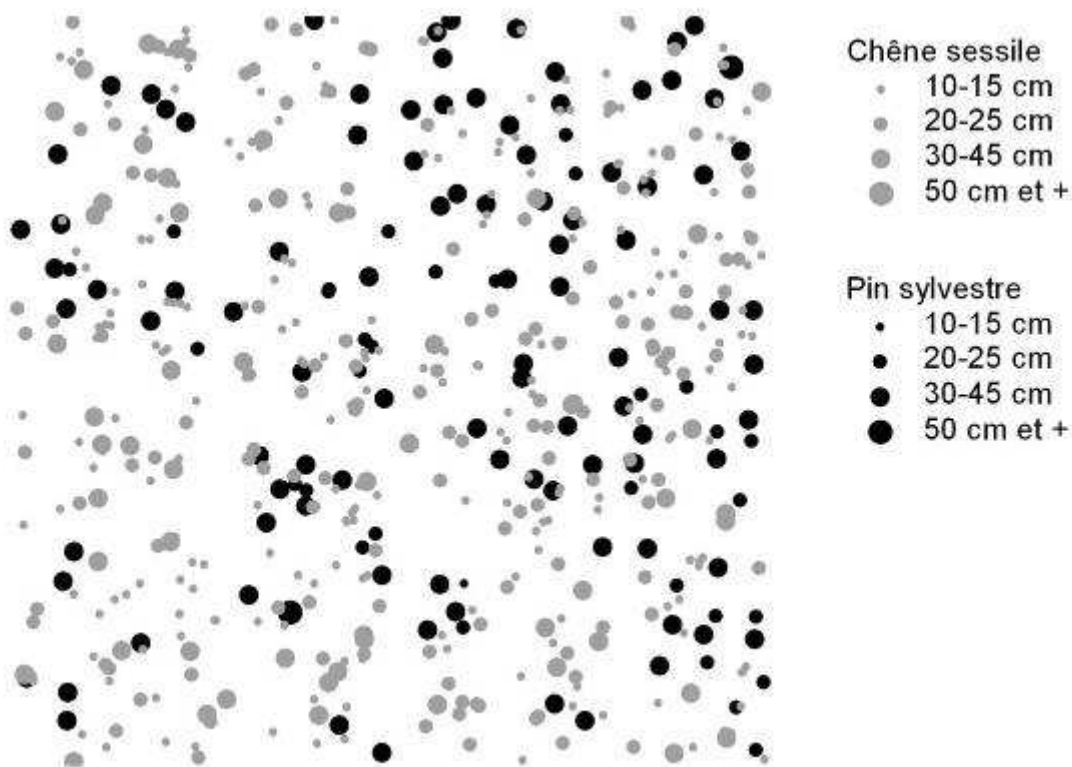 Chêne sessile
10-15 cm
20-25 cm
30-45 cm
50 cm et +
Pin sylvestre
10-15 cm
20-25 cm
30-45 cm
50 cm et +